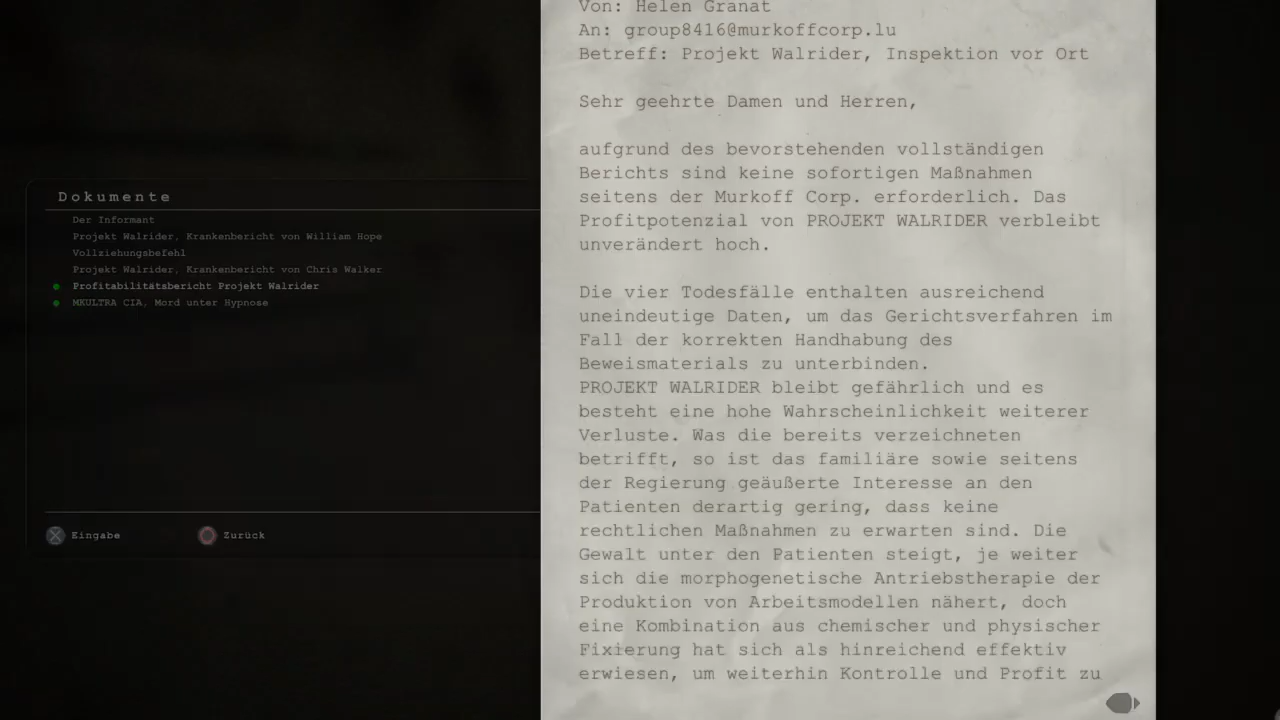 Dokumente
Der Informant
Projekt Walrider, Krankenbericht von William Hope
Vollziehungsbefehl
Projekt Walrider, Krankenbericht von Chris Walker
Profitabilitätsbericht Projekt Walrider
MKULTRA CIA, Mord unter Hypnose
Eingabe
Zurück
Von: Helen Granat
An: group8416@murkoffcorp.lu
Betreff: Projekt Walrider, Inspektion vor Ort
Sehr geehrte Damen und Herren,
aufgrund des bevorstehenden vollständigen
Berichts sind keine sofortigen Maßnahmen
seitens der Murkoff Corp. erforderlich. Das
Profitpotenzial von PROJEKT WALRIDER verbleibt
unverändert hoch.
Die vier Todesfälle enthalten ausreichend
uneindeutige Daten, um das Gerichtsverfahren im
Fall der korrekten Handhabung des
Beweismaterials zu unterbinden.
PROJEKT WALRIDER bleibt gefährlich und es
besteht eine hohe Wahrscheinlichkeit weiterer
Verluste. Was die bereits verzeichneten
betrifft, so ist das familiäre sowie seitens
der Regierung geäußerte Interesse an den
Patienten derartig gering, dass keine
rechtlichen Maßnahmen zu erwarten sind. Die
Gewalt unter den Patienten steigt, je weiter
sich die morphogenetische Antriebstherapie der
Produktion von Arbeitsmodellen nähert, doch
eine Kombination aus chemischer und physischer
Fixierung hat sich als hinreichend effektiv
erwiesen, um weiterhin Kontrolle und Profit zu